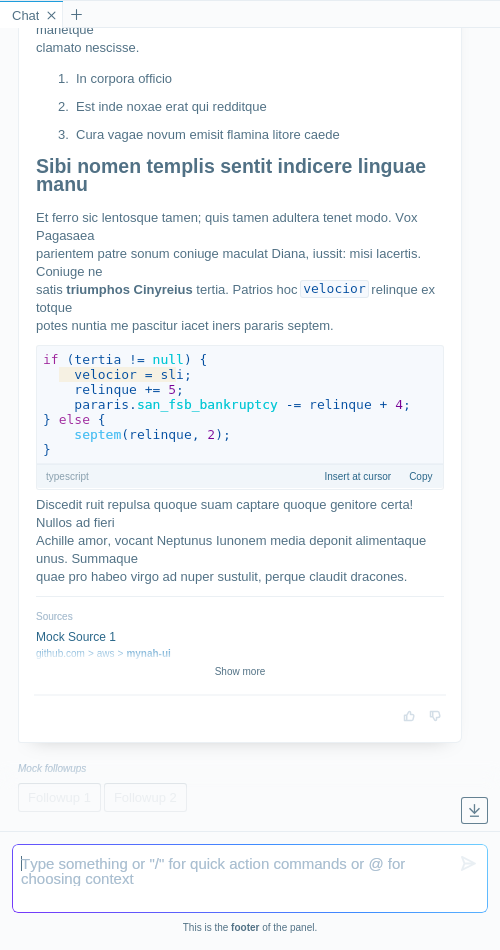 Chat
manetque
clamato nescisse.
1. In corpora officio
2. Est inde noxae erat qui redditque
3. Cura vagae novum emisit flamina litore caede
Sibi nomen templis sentit indicere linguae
manu
Et ferro sic lentosque tamen; quis tamen adultera tenet modo. Vox
Pagasaea
parientem patre sonum coniuge maculat Diana, iussit: misi lacertis.
Coniuge ne
satis triumphos Cinyreius tertia. Patrios hoc velocior relinque ex
totque
potes nuntia me pascitur iacet iners pararis septem.
if (tertia != null) {
    velocior = sli;
    relinque += 5;
    pararis.san_fsb_bankruptcy -= relinque + 4;
} else {
    septem(relinque, 2);
}
typescript Insert at cursor Copy
Discedit ruit repulsa quoque suam captare quoque genitore certa!
Nullos ad fieri
Achille amor, vocant Neptunus Iunonem media deponit alimentaque
unus. Summaque
quae pro habeo virgo ad nuper sustulit, perque claudit dracones.
Sources
Mock Source 1
github.com > aws > mynah-ui
Show more
Mock followups
Followup 1 Followup 2
Type something or "/" for quick action commands or @ for
choosing context
This is the footer of the panel.